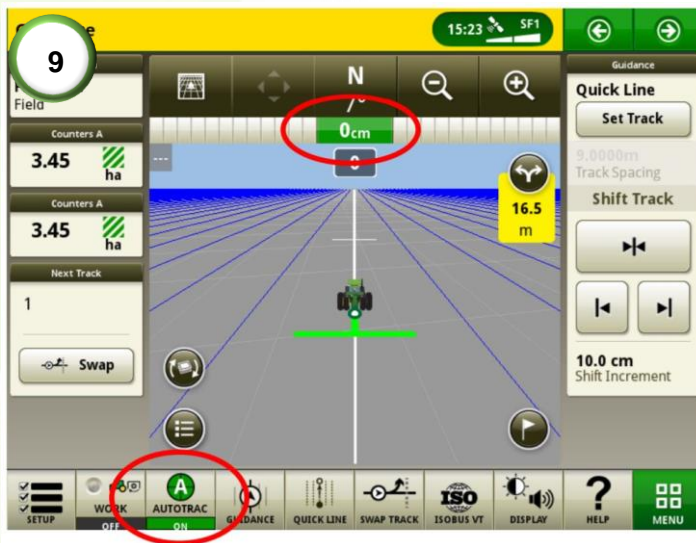 9
15:23
SF1
Field
Counters A
3.45
ha
Counters A
3.45
ha
Next Track
1
Swap
N
0cm
---
0
16.5
m
Guidance
Quick Line
Set Track
9.0000m
Track Spacing
Shift Track
10.0 cm
Shift Increment
SETUP
WORK
OFF
A
AUTOTRAC
ON
GUIDANCE
QUICK LINE
SWAP TRACK
ISO
ISOBUS VT
DISPLAY
?
HELP
MENU